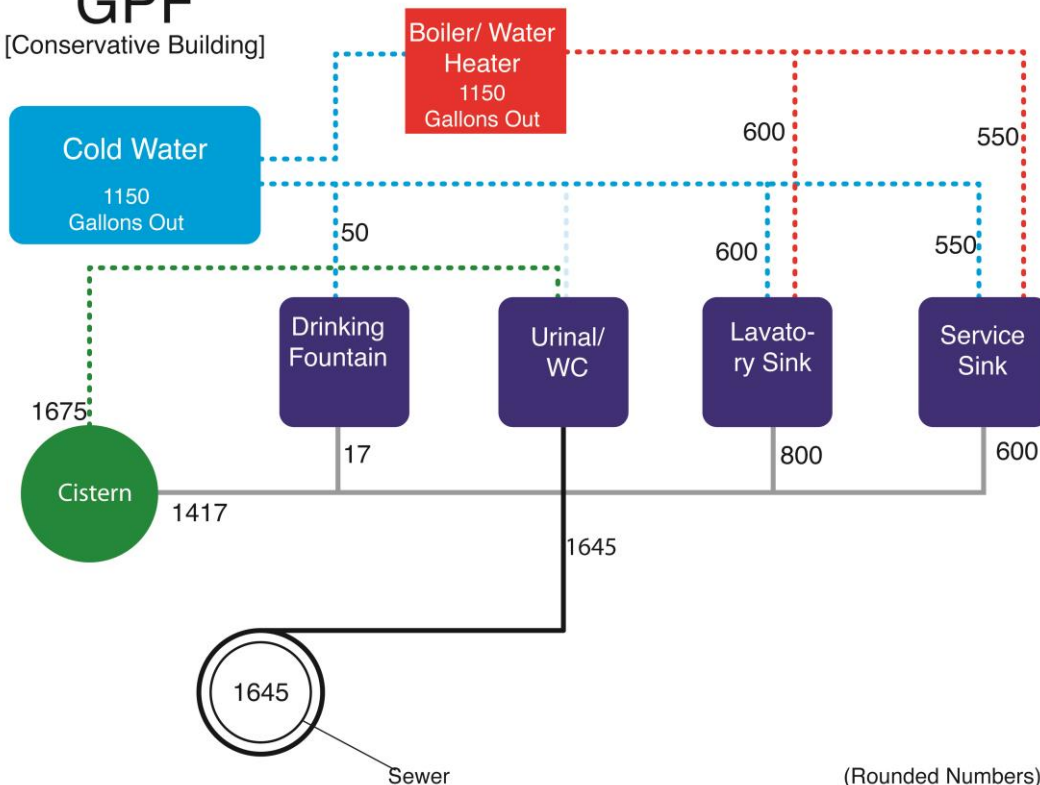 GPF
[Conservative Building]
Boiler/ Water
Heater
1150
Gallons Out
Cold Water
1150
Gallons Out
600
550
50
600
550
Drinking
Fountain
Urinal/
WC
Lavato-
ry Sink
Service
Sink
1675
17
800
600
Cistern
1417
1645
1645
Sewer
(Rounded Numbers)